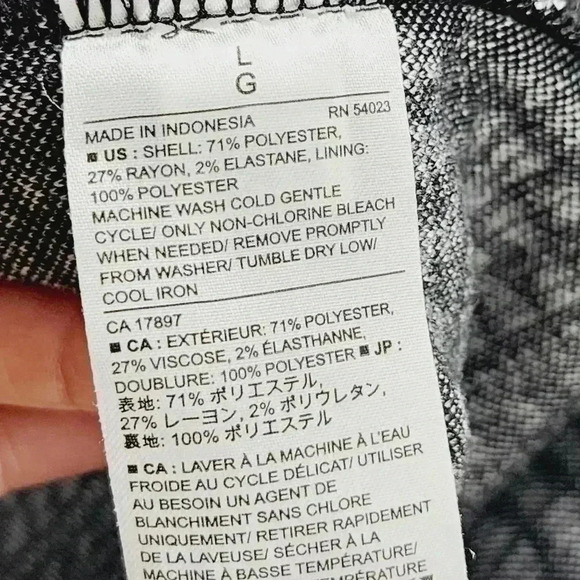 L
G
MADE IN INDONESIA RN 54023
US : SHELL: 71% POLYESTER,
27% RAYON, 2% ELASTANE, LINING:
100% POLYESTER
MACHINE WASH COLD GENTLE
CYCLE/ ONLY NON-CHLORINE BLEACH
WHEN NEEDED/ REMOVE PROMPTLY
FROM WASHER/ TUMBLE DRY LOW/
COOL IRON
CA 17897
CA : EXTÉRIEUR: 71% POLYESTER,
27% VISCOSE, 2% ÉLASTHANNE,
DOUBLURE: 100% POLYESTER JP :
表地: 71% ポリエステル,
27% レーヨン, 2% ポリウレタン,
裏地: 100% ポリエステル
CA : LAVER À LA MACHINE À L'EAU
FROIDE AU CYCLE DÉLICAT/ UTILISER
AU BESOIN UN AGENT DE
BLANCHIMENT SANS CHLORE
UNIQUEMENT/ RETIRER RAPIDEMENT
DE LA LAVEUSE/ SÉCHER À LA
MACHINE À BASSE TEMPÉRATURE/